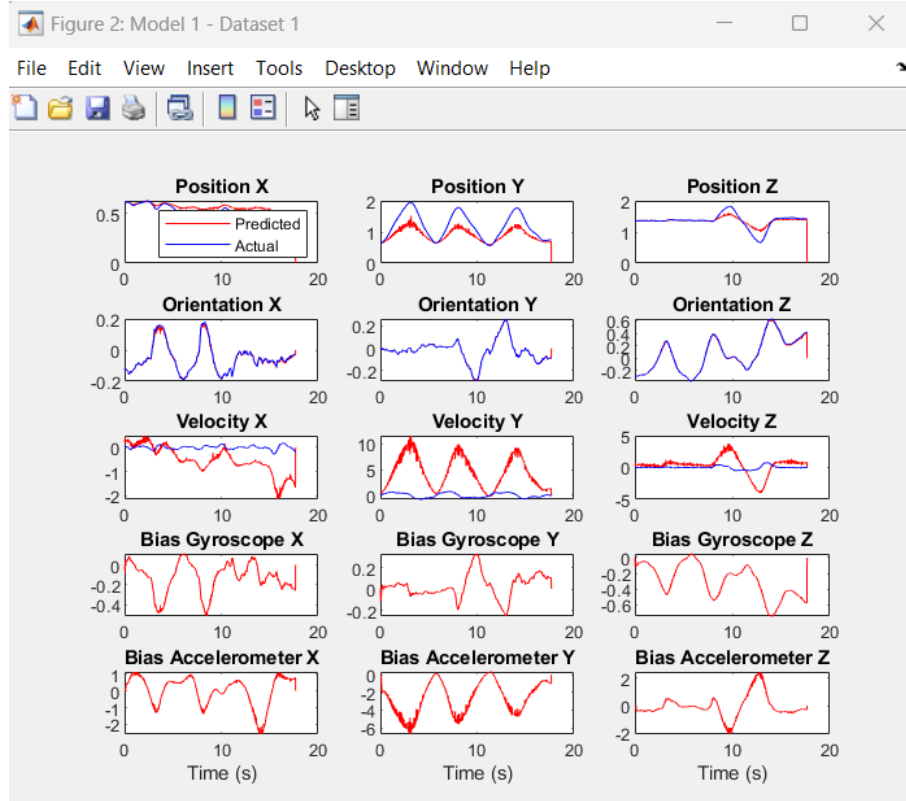 Figure 2: Model 1 - Dataset 1
File Edit View Insert Tools Desktop Window Help
Position X
Position Y
Position Z
0.5
Predicted
Actual
2
1
0
2
1
0
0 10 20
0 10 20
Orientation X
Orientation Y
Orientation Z
0.2
0
-0.2
0.2
0
-0.2
0.6
0.4
0.2
0
-0.2
0 10 20
0 10 20
0 10 20
Velocity X
Velocity Y
Velocity Z
0
-1
-2
10
5
0
5
0
-5
0 10 20
0 10 20
0 10 20
Bias Gyroscope X
Bias Gyroscope Y
Bias Gyroscope Z
0
-0.2
-0.4
0.2
0
-0.2
0
-0.2
-0.4
-0.6
0 10 20
0 10 20
0 10 20
Bias Accelerometer X
Bias Accelerometer Y
Bias Accelerometer Z
1
0
-1
-2
0
-2
-4
-6
2
0
-2
0 10 20
0 10 20
0 10 20
Time (s)
Time (s)
Time (s)